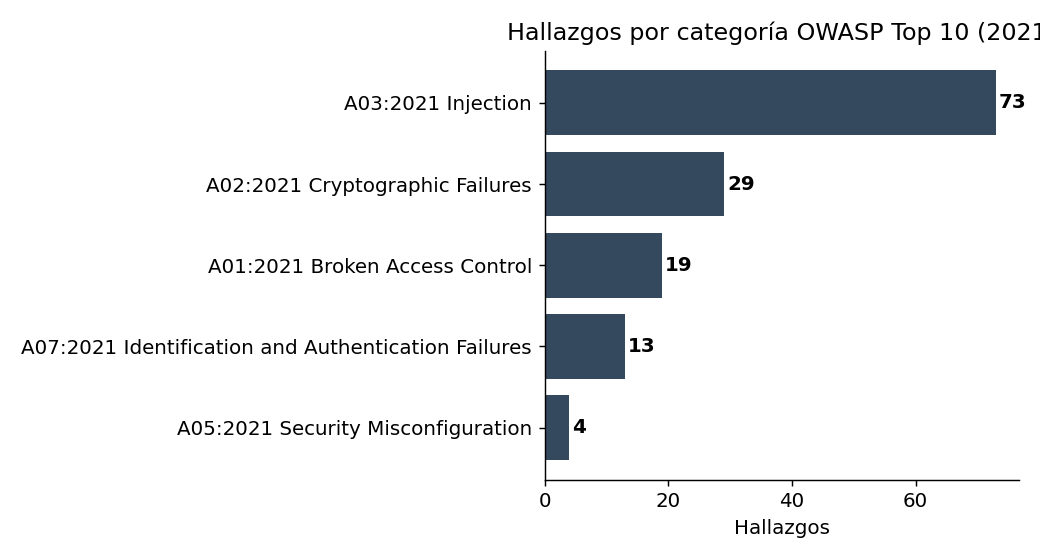 Hallazgos por categoría OWASP Top 10 (2021
A03:2021 Injection
73
A02:2021 Cryptographic Failures
29
A01:2021 Broken Access Control
19
A07:2021 Identification and Authentication Failures
13
A05:2021 Security Misconfiguration
4
0 20 40 60
Hallazgos